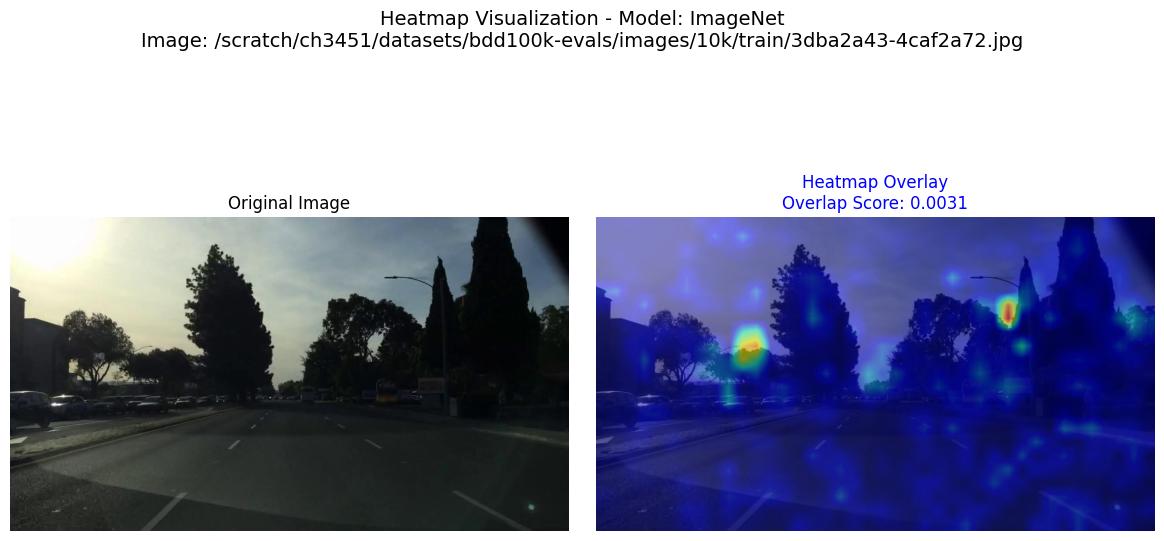 Heatmap Visualization - Model: ImageNet
Image: /scratch/ch3451/datasets/bdd100k-evals/images/10k/train/3dba2a43-4caf2a72.jpg
Original Image
Heatmap Overlay
Overlap Score: 0.0031